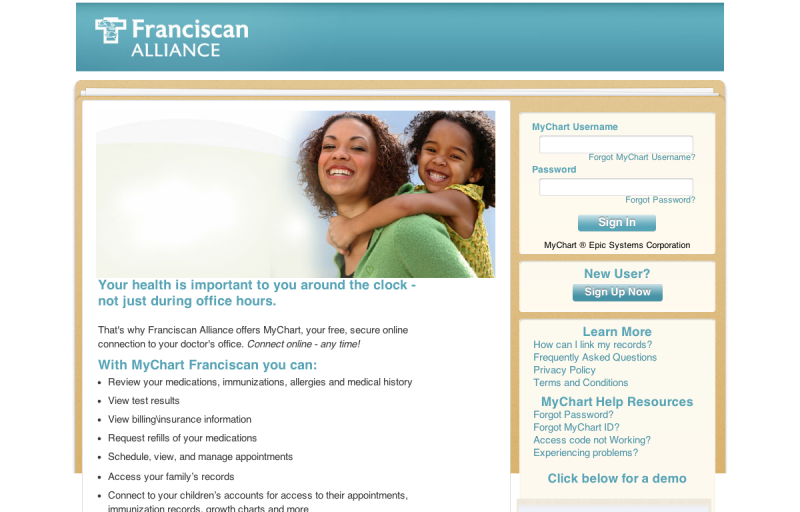 Franciscan
ALLIANCE
MyChart Username
Forgot MyChart Username?
Password
Forgot Password?
Sign In
MyChart ® Epic Systems Corporation
Your health is important to you around the clock -
not just during office hours.
That's why Franciscan Alliance offers MyChart, your free, secure online
connection to your doctor's office. Connect online - any time!
With MyChart Franciscan you can:
• Review your medications, immunizations, allergies and medical history
• View test results
• View billing\insurance information
• Request refills of your medications
• Schedule, view, and manage appointments
• Access your family's records
• Connect to your children's accounts for access to their appointments,
immunization records, growth charts and more
New User?
Sign Up Now
Learn More
How can I link my records?
Frequently Asked Questions
Privacy Policy
Terms and Conditions
MyChart Help Resources
Forgot Password?
Forgot MyChart ID?
Access code not Working?
Experiencing problems?
Click below for a demo